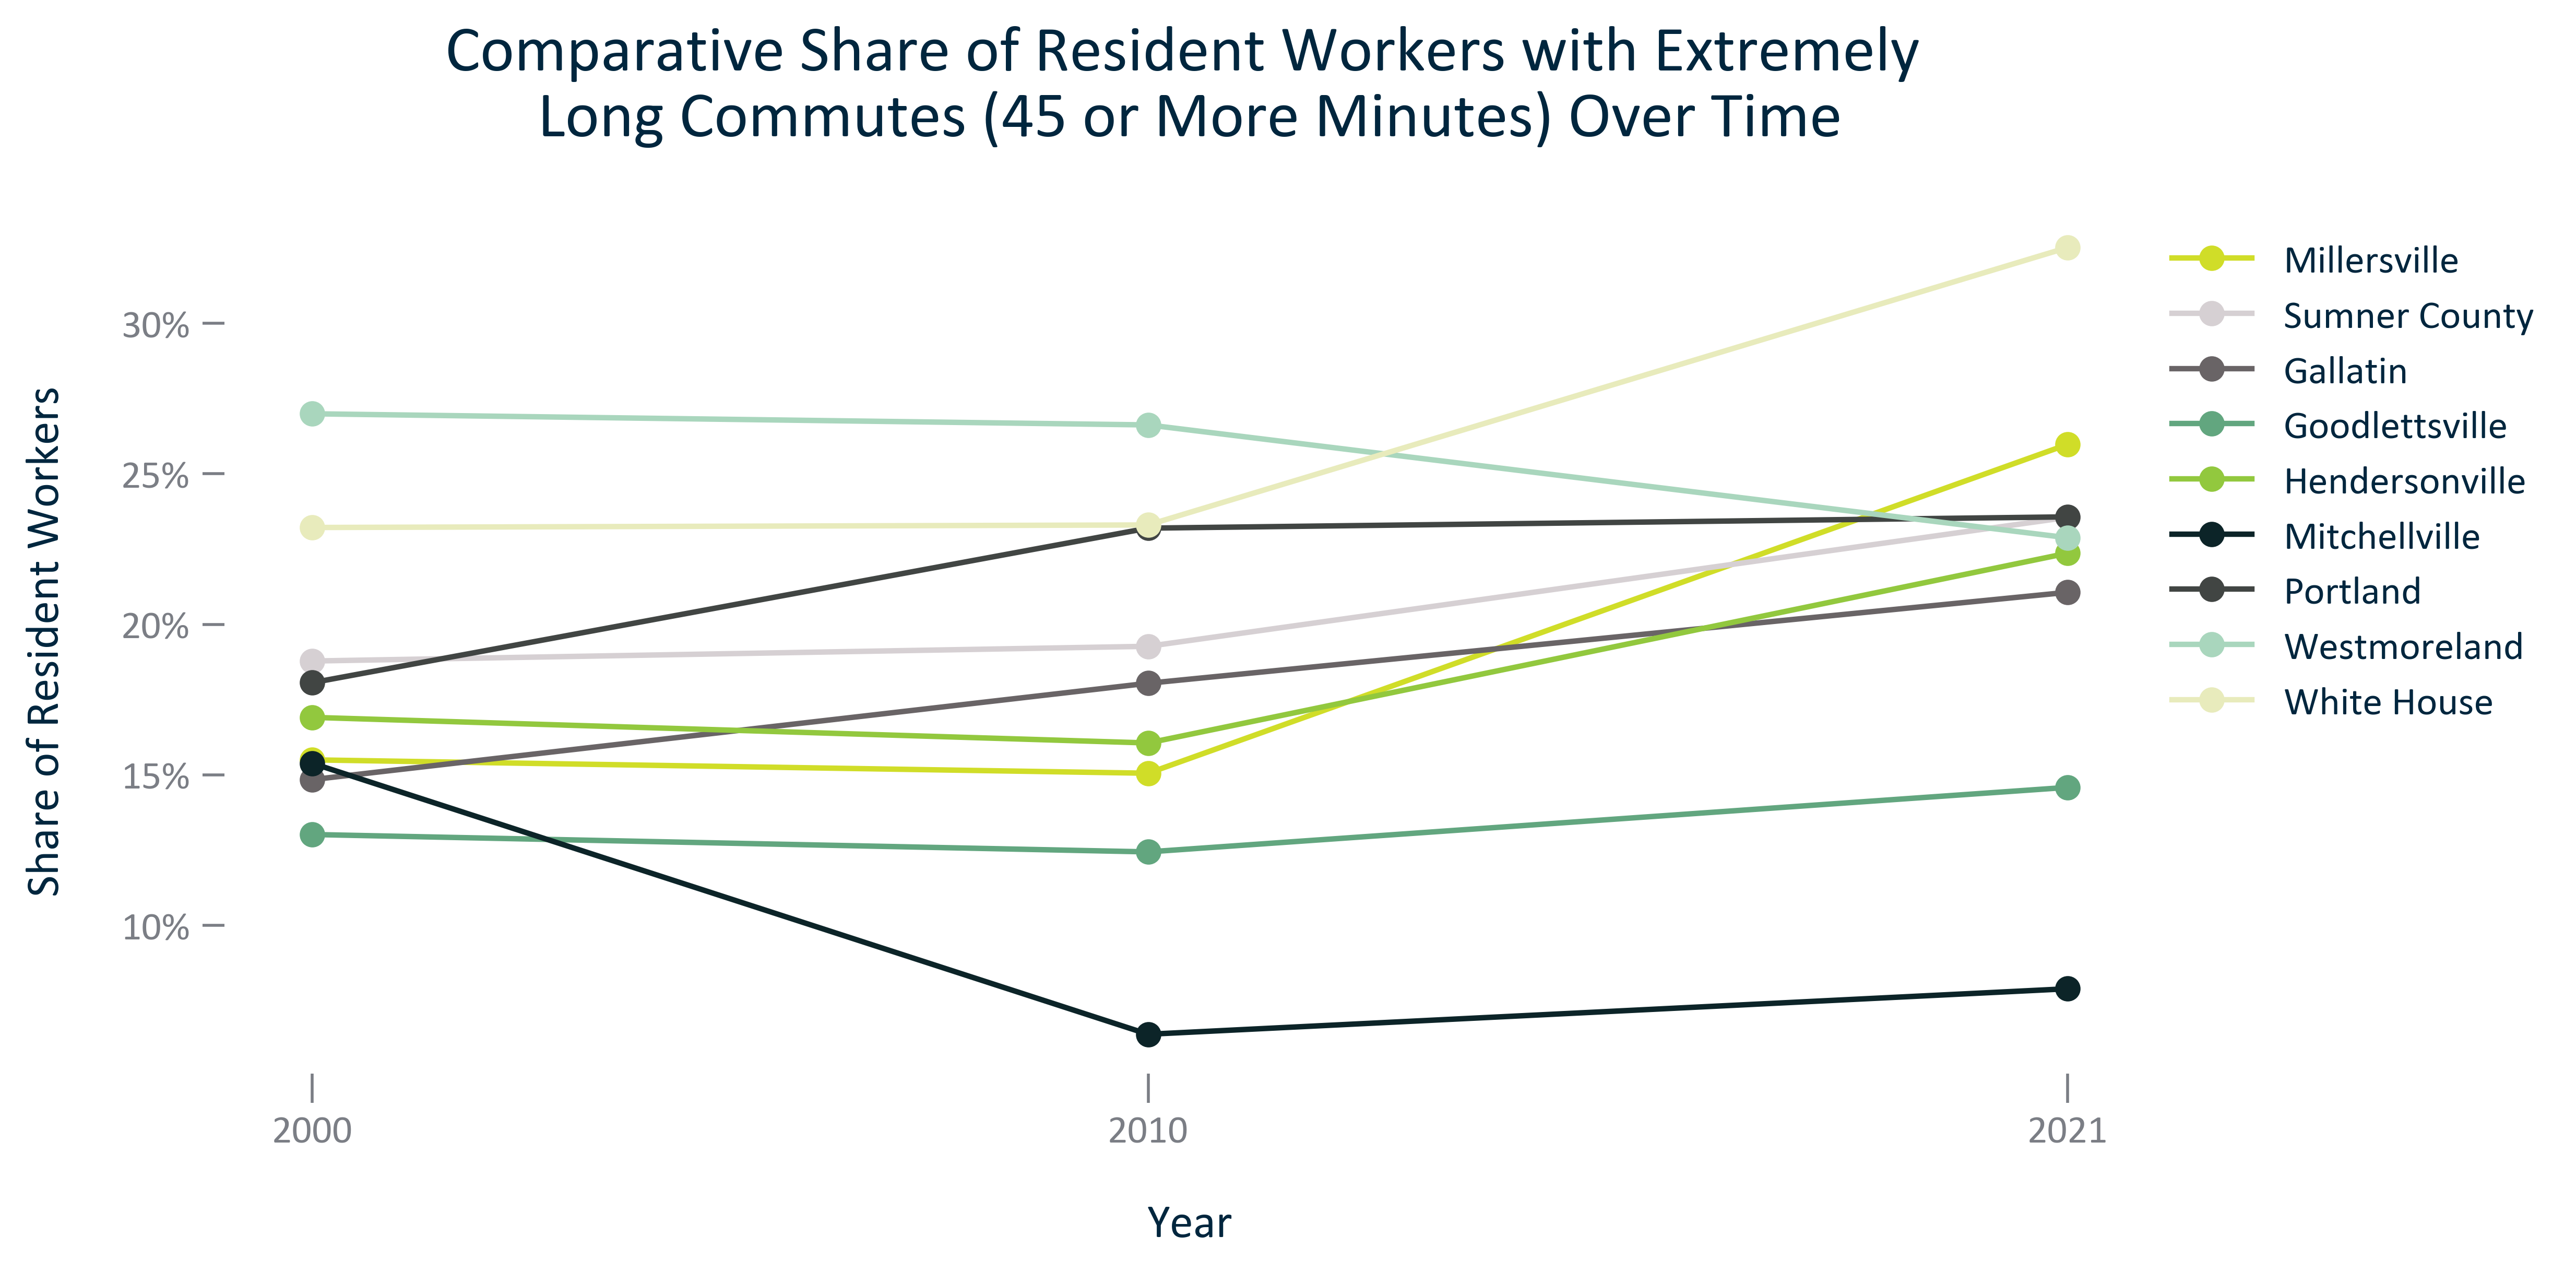 Comparative Share of Resident Workers with Extremely
Long Commutes (45 or More Minutes) Over Time
Share of Resident Workers
30%
25%
20%
15%
10%
2000
2010
2021
Year
Millersville
Sumner County
Gallatin
Goodlettsville
Hendersonville
Mitchellville
Portland
Westmoreland
White House